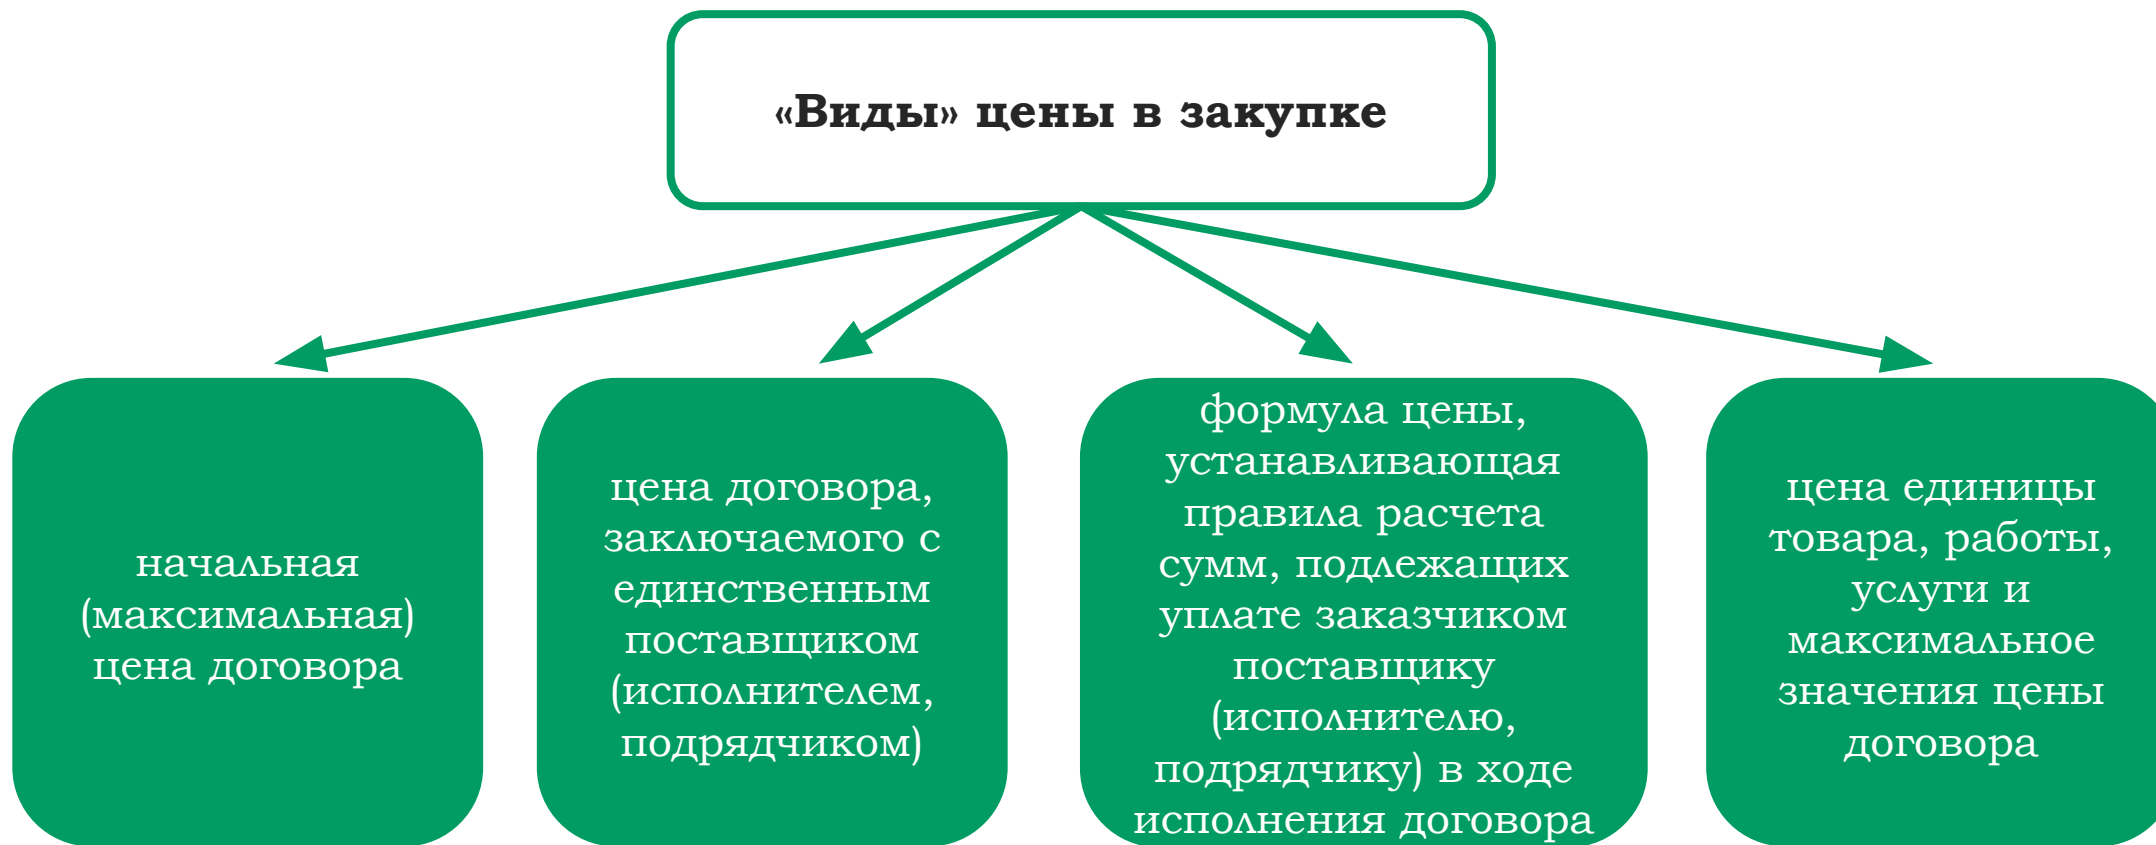 «Виды» цены в закупке
начальная
(максимальная)
цена договора
цена договора,
заключаемого с
единственным
поставщиком
(исполнителем,
подрядчиком)
формула цены,
устанавливающая
правила расчета
сумм, подлежащих
уплате заказчиком
поставщику
(исполнителю,
подрядчику) в ходе
исполнения договора
цена единицы
товара, работы,
услуги и
максимальное
значения цены
договора